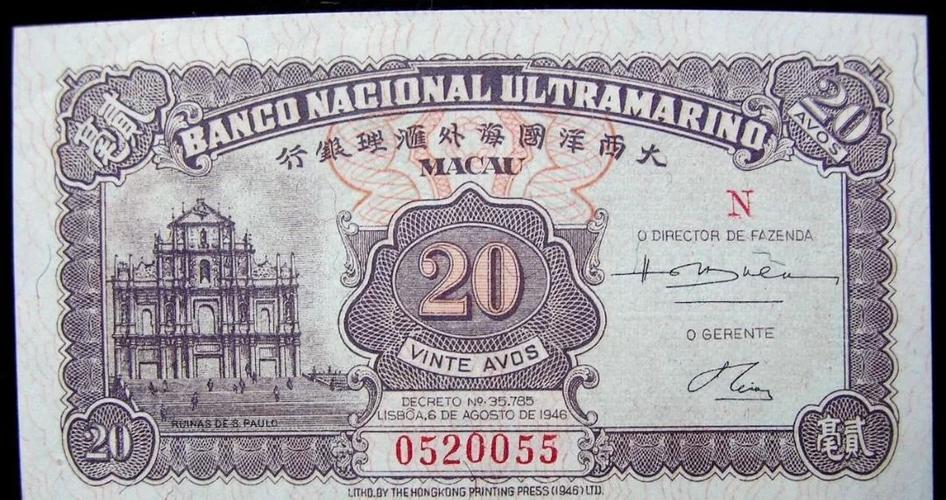 貳毫
BANCO NACIONAL ULTRAMARINO
20
AVOS
行銀理滙外海國洋西大
MACAU
N
O DIRECTOR DE FAZENDA
20
VINTE AVOS
O GERENTE
DECRETO Nº 35.785
LISBÔA, 6 DE AGOSTO DE 1946
RUINAS DE S. PAULO
20
0520055
毫貳
LITHO. BY THE HONGKONG PRINTING PRESS (1946) LTD.